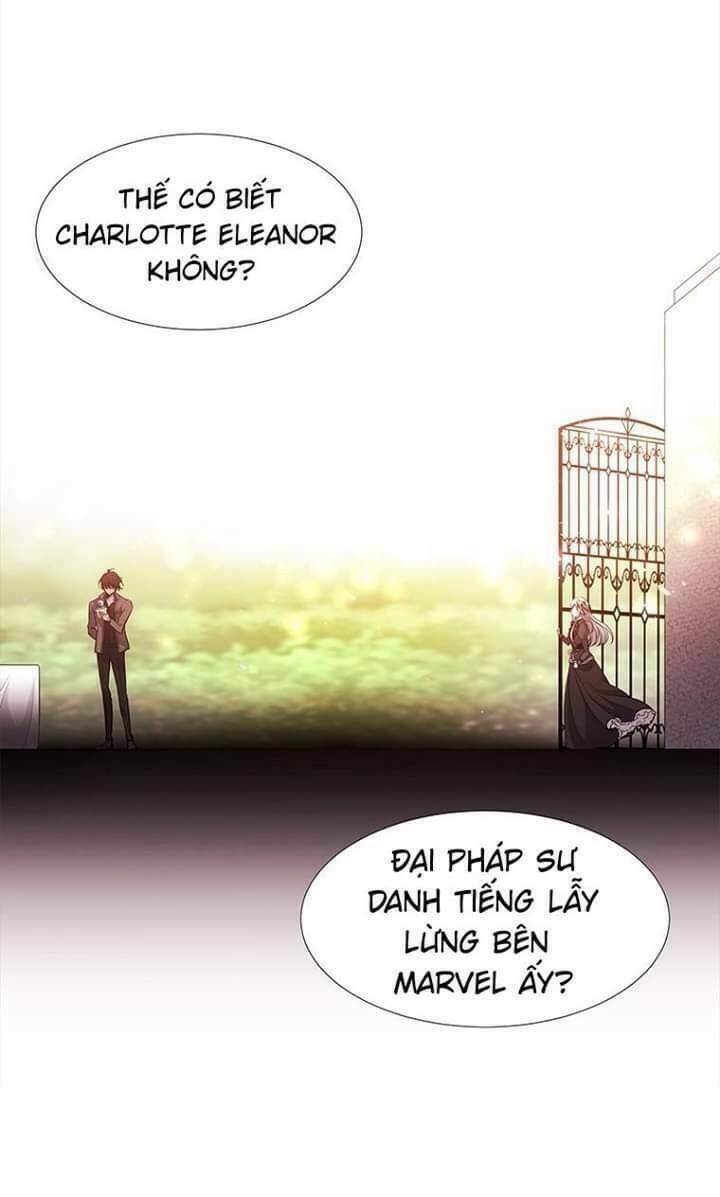 THẾ CÓ BIẾT
CHARLOTTE ELEANOR
KHÔNG?
ĐẠI PHÁP SƯ
DANH TIẾNG LẪY
LỪNG BÊN
MARVEL ẤY?